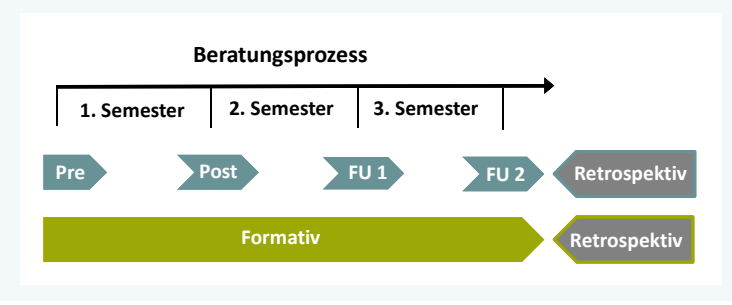 Beratungsprozess
1. Semester 2. Semester 3. Semester
Pre Post FU 1 FU 2 Retrospektiv
Formativ Retrospektiv